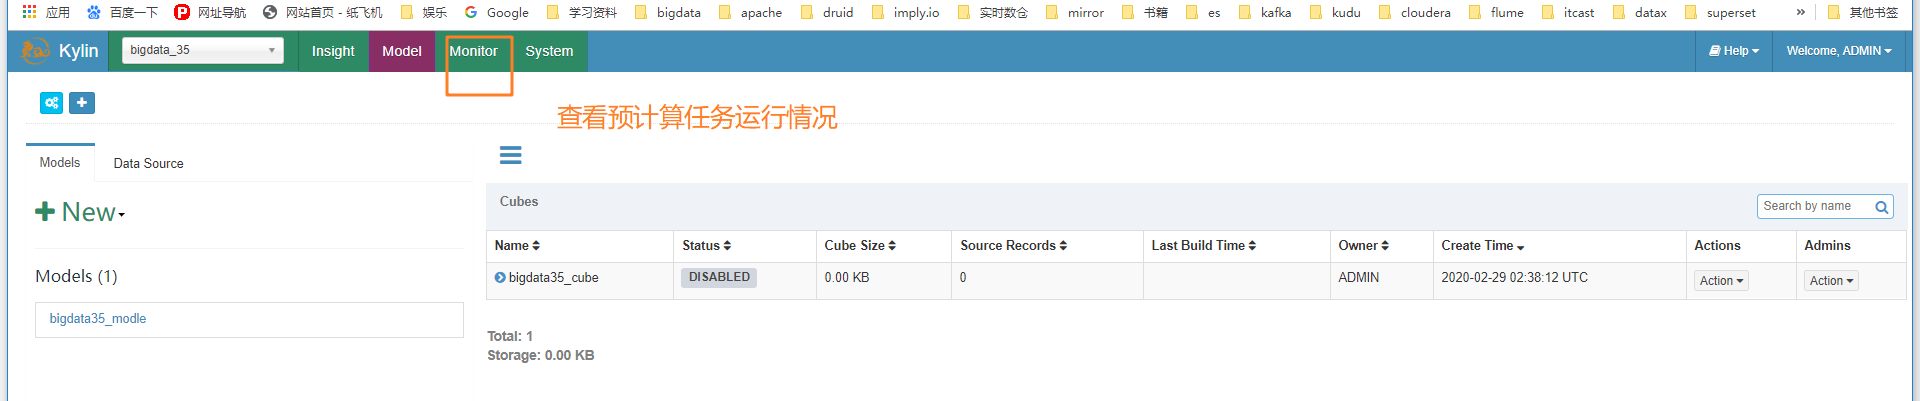 应用 百度一下 网址导航 网站首页 - 纸飞机 娱乐 Google 学习资料 bigdata apache druid imply.io 实时数仓 mirror 书籍 es kafka kudu cloudera flume itcast datax superset » 其他书签
Kylin bigdata_35 Insight Model Monitor System Help Welcome, ADMIN
查看预计算任务运行情况
Models Data Source
New
Cubes Search by name
Name Status Cube Size Source Records Last Build Time Owner Create Time Actions Admins
Models (1)
bigdata35_cube DISABLED 0.00 KB 0 ADMIN 2020-02-29 02:38:12 UTC Action Action
bigdata35_modle
Total: 1
Storage: 0.00 KB